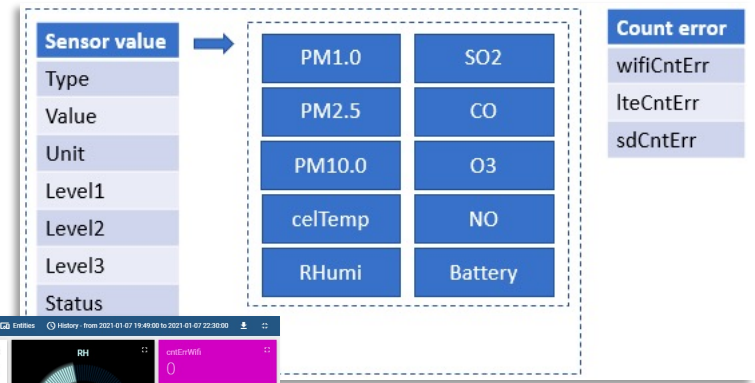 Sensor value
Type
Value
Unit
Level1
Level2
Level3
Status
PM1.0
SO2
PM2.5
CO
PM10.0
O3
celTemp
NO
RHumi
Battery
Count error
wifiCntErr
lteCntErr
sdCntErr
Entities History - from 2021-01-07 19:49:00 to 2021-01-07 22:30:00
RH
cntErrWifi
0